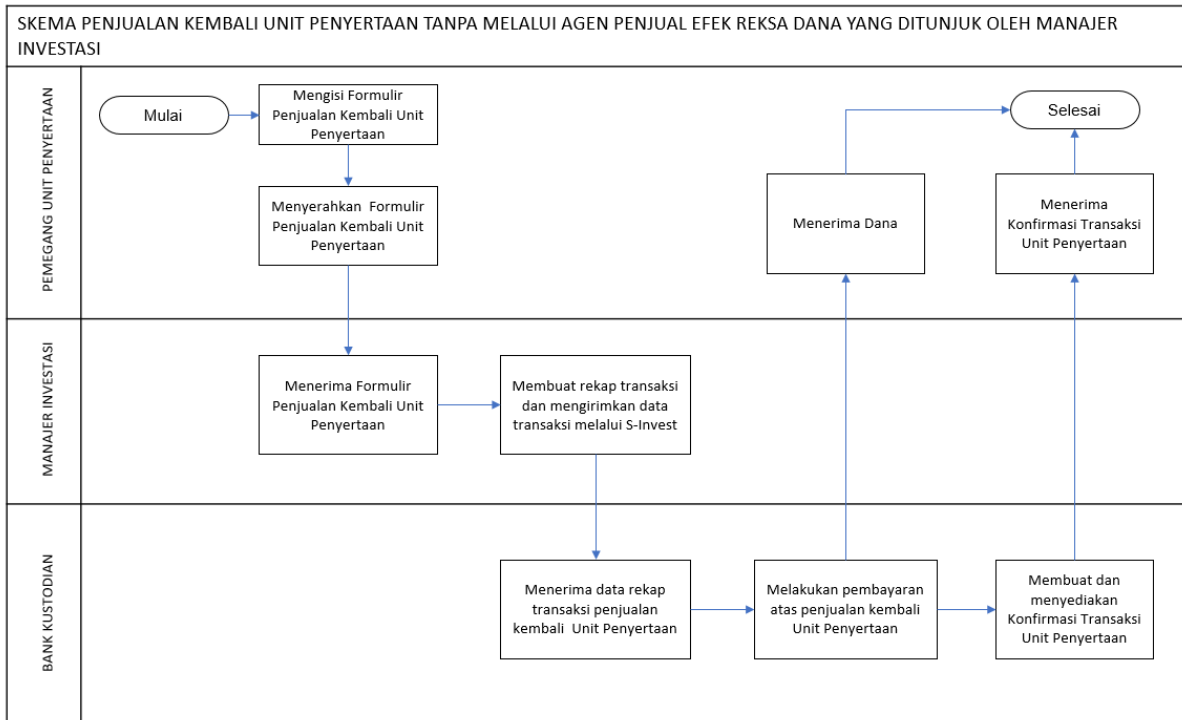 SKEMA PENJUALAN KEMBALI UNIT PENYERTAAN TANPA MELALUI AGEN PENJUAL EFEK REKSA DANA YANG DITUNJUK OLEH MANAJER
INVESTASI
PEMEGANG UNIT PENYERTAAN
Mulai
Mengisi Formulir
Penjualan Kembali Unit
Penyertaan
Selesai
Menyerahkan Formulir
Penjualan Kembali Unit
Penyertaan
Menerima Dana
Menerima
Konfirmasi Transaksi
Unit Penyertaan
MANAJER INVESTASI
Menerima Formulir
Penjualan Kembali Unit
Penyertaan
Membuat rekap transaksi
dan mengirimkan data
transaksi melalui S-Invest
BANK KUSTODIAN
Menerima data rekap
transaksi penjualan
kembali Unit Penyertaan
Melakukan pembayaran
atas penjualan kembali
Unit Penyertaan
Membuat dan
menyediakan
Konfirmasi Transaksi
Unit Penyertaan